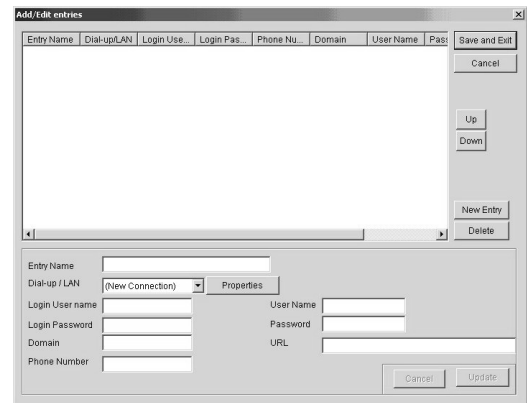 Add/Edit entries
Entry Name Dial-up/LAN Login Use... Login Pas... Phone Nu... Domain User Name Pass
Save and Exit
Cancel
Up
Down
New Entry
Delete
Entry Name
Dial-up / LAN (New Connection) Properties
Login User name User Name
Login Password Password
Domain URL
Phone Number
Cancel Update